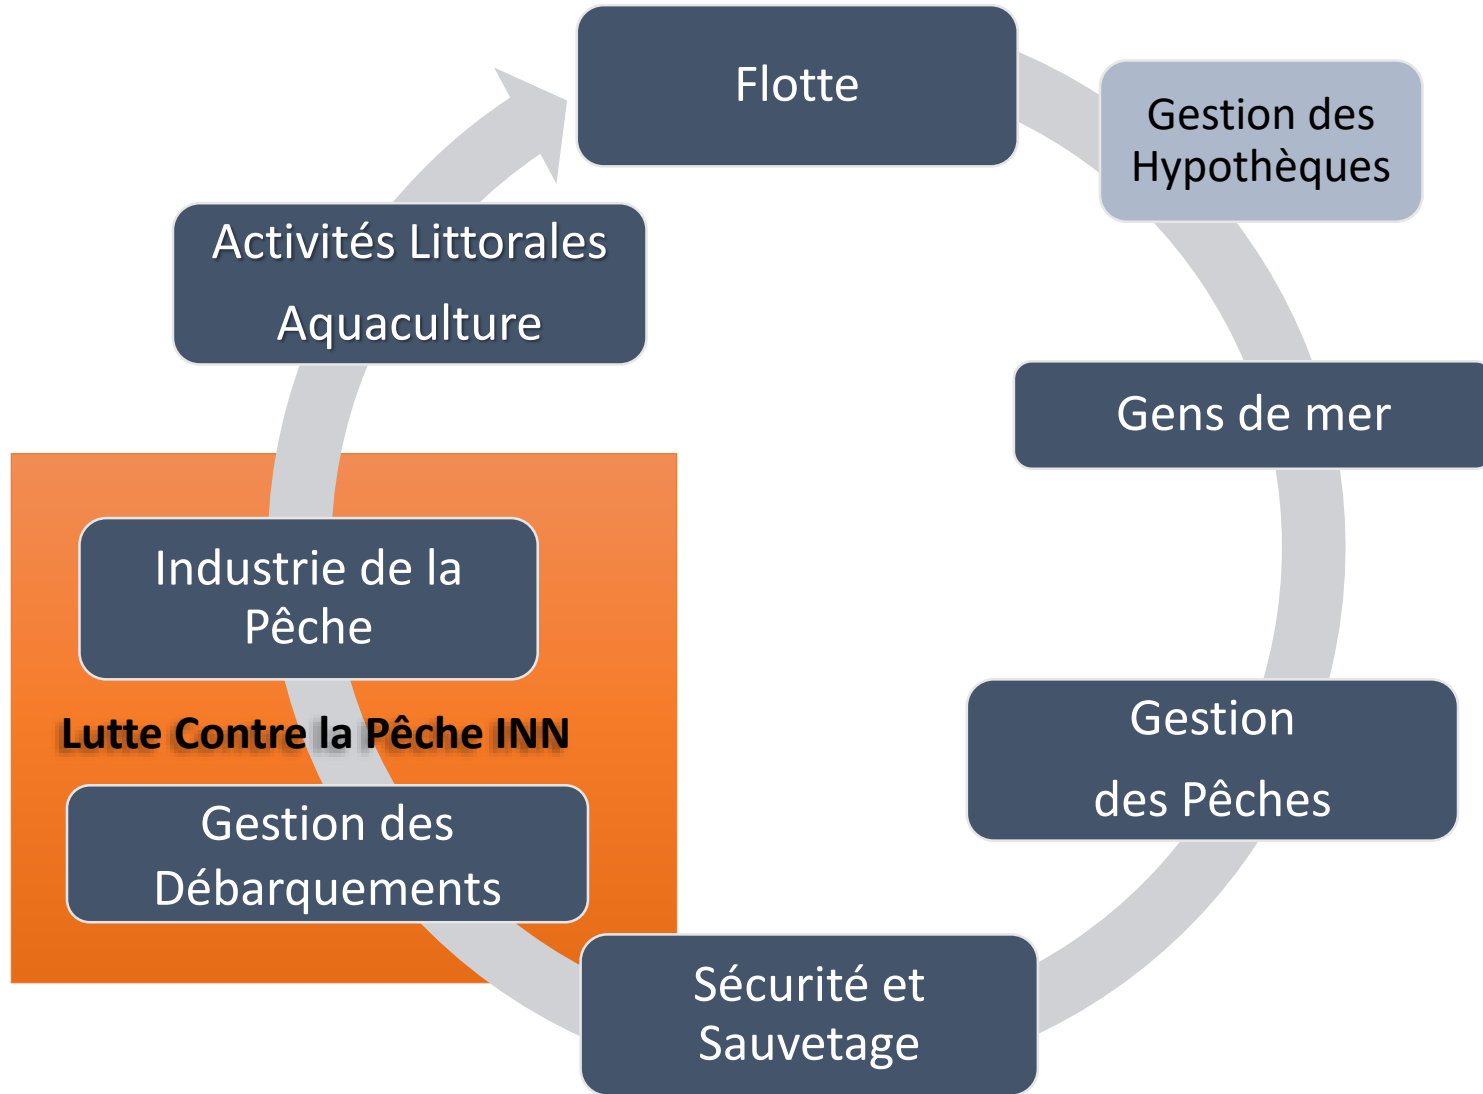 Flotte
Gestion des
Hypothèques
Gens de mer
Gestion
des Pêches
Sécurité et
Sauvetage
Gestion des
Débarquements
Lutte Contre la Pêche INN
Industrie de la
Pêche
Activités Littorales
Aquaculture